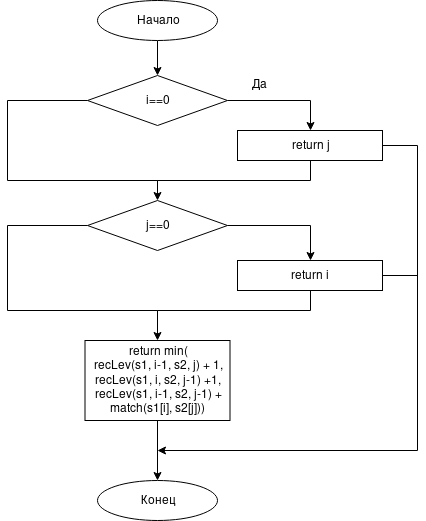 Начало
Да
i==0
return j
j==0
return i
return min(
recLev(s1, i-1, s2, j) + 1,
recLev(s1, i, s2, j-1) +1,
recLev(s1, i-1, s2, j-1) +
match(s1[i], s2[j]))
Конец